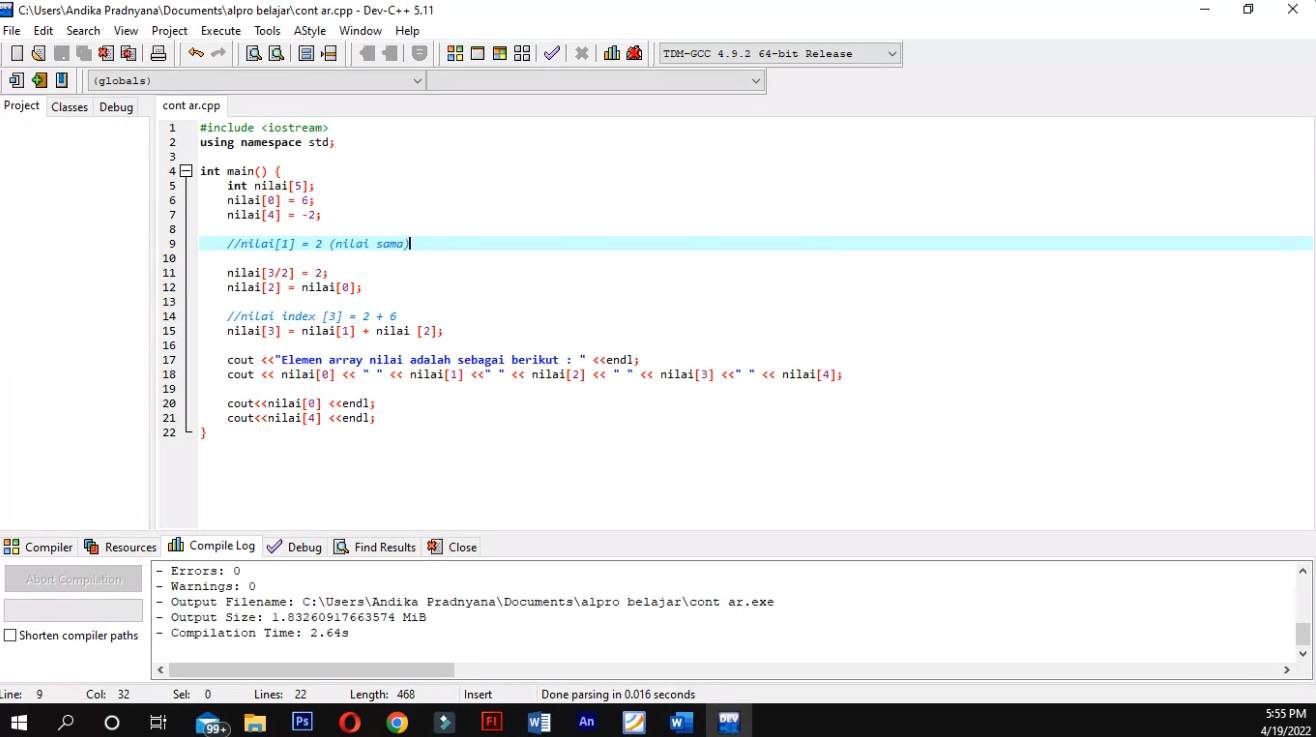 C:\Users\Andika Pradnyana\Documents\alpro belajar\cont ar.cpp - Dev-C++ 5.11
File Edit Search View Project Execute Tools AStyle Window Help
TDM-GCC 4.9.2 64-bit Release
(globals)
Project Classes Debug cont ar.cpp
1 #include <iostream>
2 using namespace std;
3
4 int main() {
5 int nilai[5];
6 nilai[0] = 6;
7 nilai[4] = -2;
8
9 //nilai[1] = 2 (nilai sama)
10
11 nilai[3/2] = 2;
12 nilai[2] = nilai[0];
13
14 //nilai index [3] = 2 + 6
15 nilai[3] = nilai[1] + nilai [2];
16
17 cout <<"Elemen array nilai adalah sebagai berikut : " <<endl;
18 cout << nilai[0] << " " << nilai[1] <<" " << nilai[2] << " " << nilai[3] <<" " << nilai[4];
19
20 cout<<nilai[0] <<endl;
21 cout<<nilai[4] <<endl;
22 }
Compiler Resources Compile Log Debug Find Results Close
Abort Compilation
Shorten compiler paths
- Errors: 0
- Warnings: 0
- Output Filename: C:\Users\Andika Pradnyana\Documents\alpro belajar\cont ar.exe
- Output Size: 1.83260917663574 MiB
- Compilation Time: 2.64s
Line: 9 Col: 32 Sel: 0 Lines: 22 Length: 468 Insert Done parsing in 0.016 seconds
99+ Ps Fl W An W DEV
5:55 PM
4/19/2022